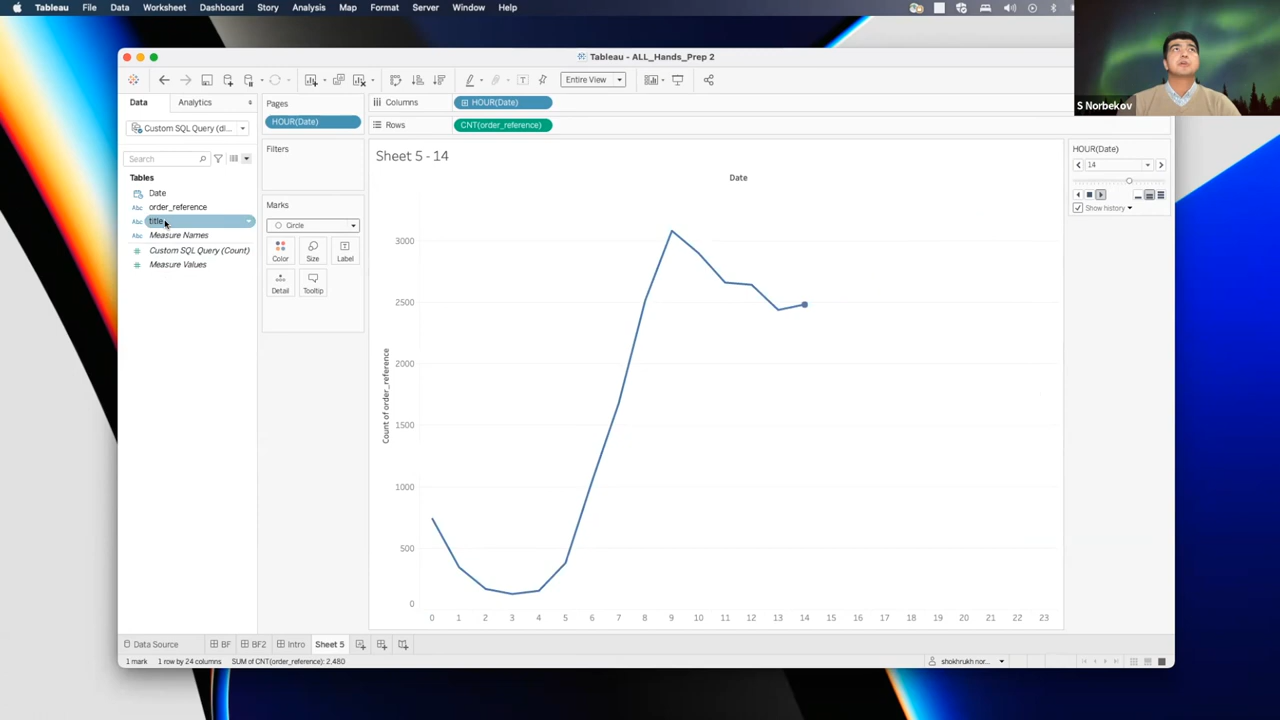 Tableau File Data Worksheet Dashboard Story Analysis Map Format Server Window Help
S Norbekov
Tableau - ALL_Hands_Prep 2
Entire View
Data Analytics
Custom SQL Query (di...
Search
Tables
Date
Abc order_reference
Abc title
Abc Measure Names
# Custom SQL Query (Count)
# Measure Values
Pages
HOUR(Date)
Filters
Marks
Circle
Color Size Label
Detail Tooltip
Columns HOUR(Date)
Rows CNT(order_reference)
Sheet 5 - 14
Date
Count of order_reference
3000
2500
2000
1500
1000
500
0
0 1 2 3 4 5 6 7 8 9 10 11 12 13 14 15 16 17 18 19 20 21 22 23
HOUR(Date)
14
Show history
Data Source BF BF2 Intro Sheet 5
1 mark 1 row by 24 columns SUM of CNT(order_reference): 2,480
shokhrukh nor...